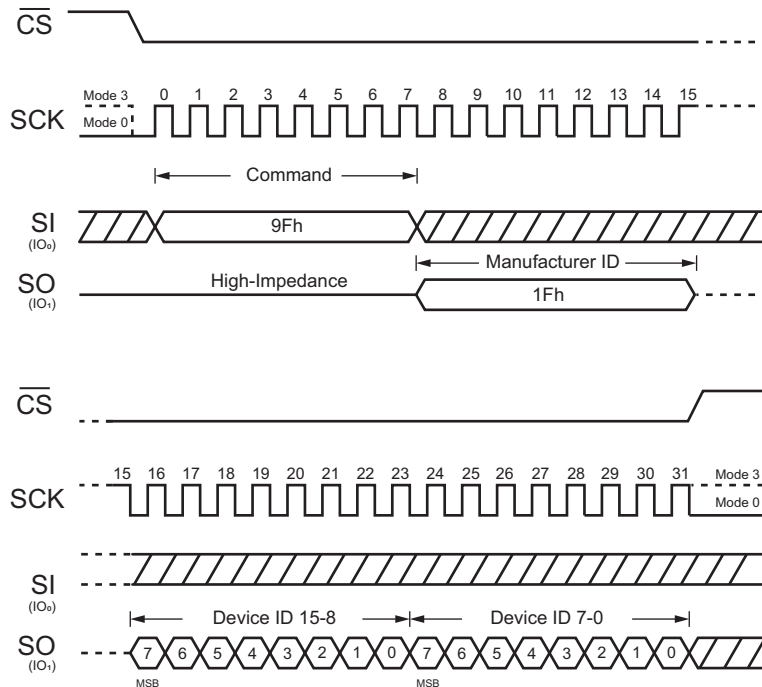 CS
Mode 3
0 1 2 3 4 5 6 7 8 9 10 11 12 13 14 15
SCK
Mode 0
Command
SI
9Fh
(IO₀)
Manufacturer ID
SO
High-Impedance
1Fh
(IO₁)
CS
15 16 17 18 19 20 21 22 23 24 25 26 27 28 29 30 31
Mode 3
SCK
Mode 0
SI
(IO₀)
Device ID 15-8 Device ID 7-0
SO
7 6 5 4 3 2 1 0 7 6 5 4 3 2 1 0
(IO₁)
MSB MSB